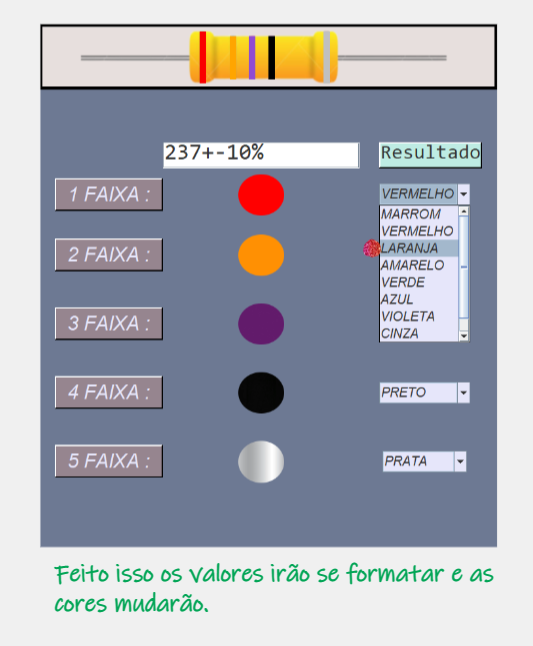 237+-10% Resultado
1 FAIXA : VERMELHO
MARROM
VERMELHO
2 FAIXA : LARANJA
AMARELO
VERDE
AZUL
3 FAIXA : VIOLETA
CINZA
4 FAIXA : PRETO
5 FAIXA : PRATA
Feito isso os valores irão se formatar e as
cores mudarão.